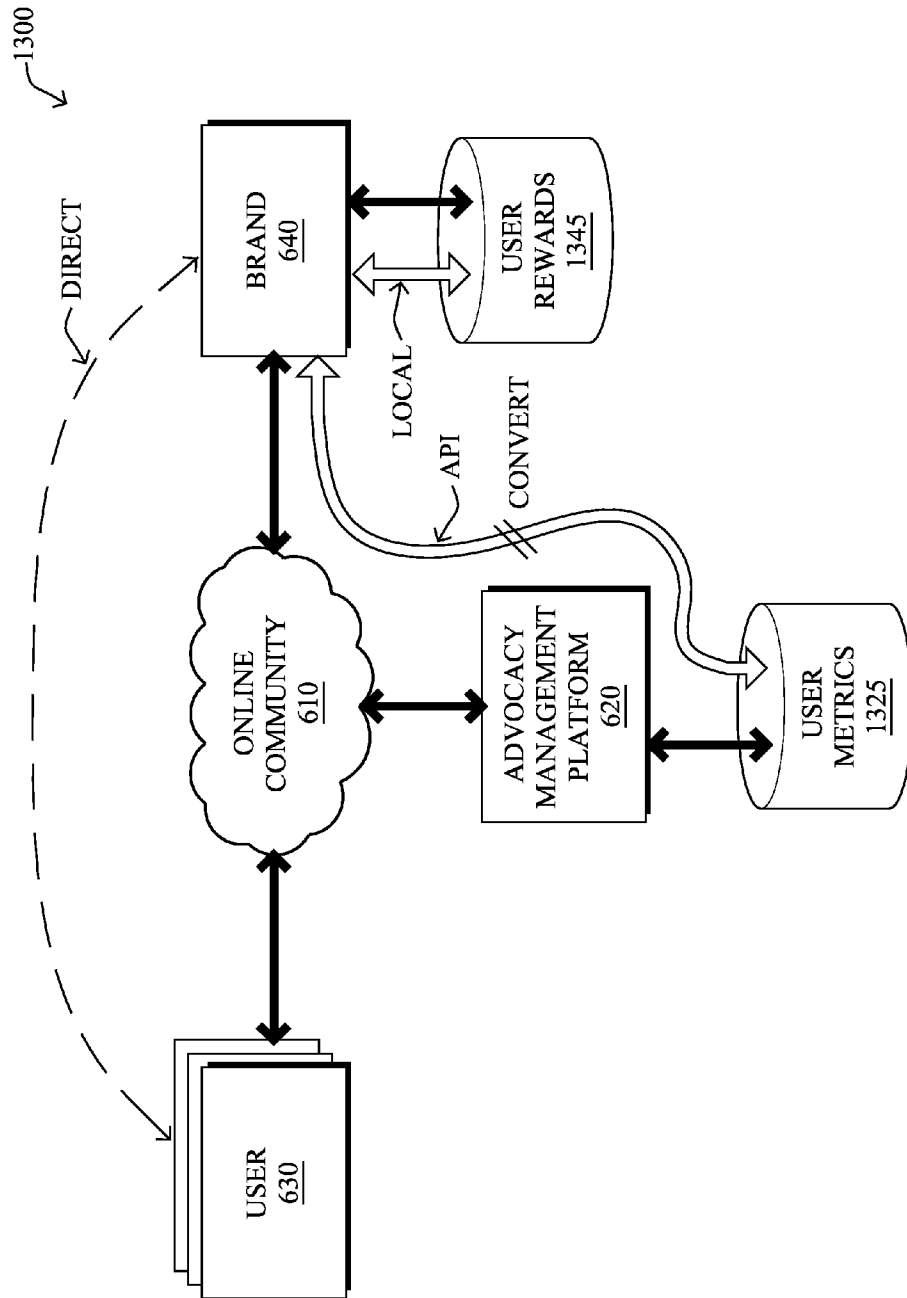 1300
DIRECT
BRAND
640
USER
REWARDS
1345
LOCAL
API
CONVERT
ONLINE
COMMUNITY
610
ADVOCACY
MANAGEMENT
PLATFORM
620
USER
METRICS
1325
USER
630